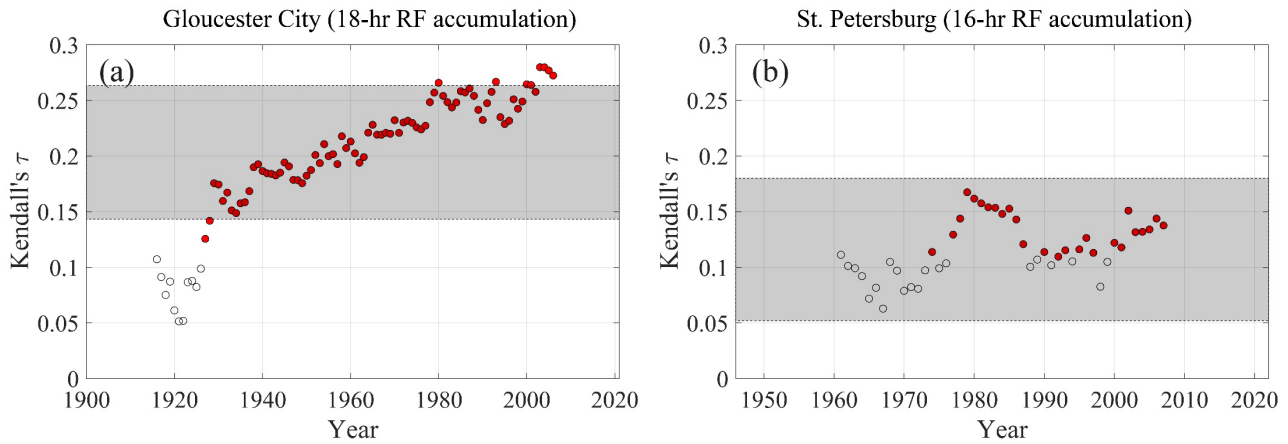 Gloucester City (18-hr RF accumulation)
(a)
Kendall's τ
0.3
0.25
0.2
0.15
0.1
0.05
0
1900 1920 1940 1960 1980 2000 2020
Year
St. Petersburg (16-hr RF accumulation)
(b)
Kendall's τ
0.3
0.25
0.2
0.15
0.1
0.05
0
1950 1960 1970 1980 1990 2000 2010 2020
Year